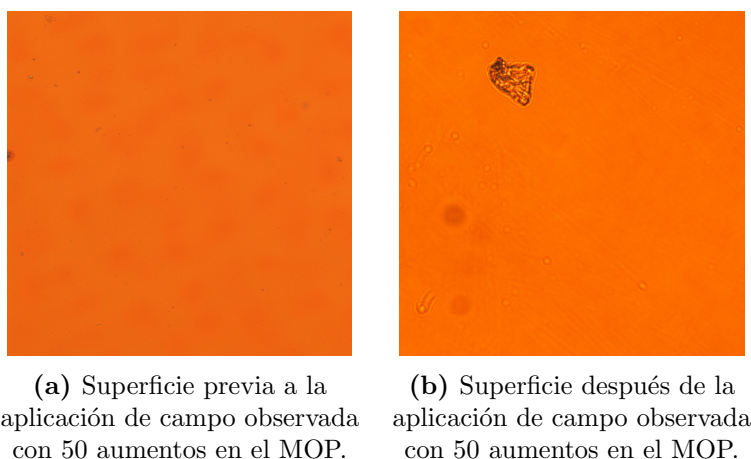 (a) Superficie previa a la
aplicación de campo observada
con 50 aumentos en el MOP.
(b) Superficie después de la
aplicación de campo observada
con 50 aumentos en el MOP.